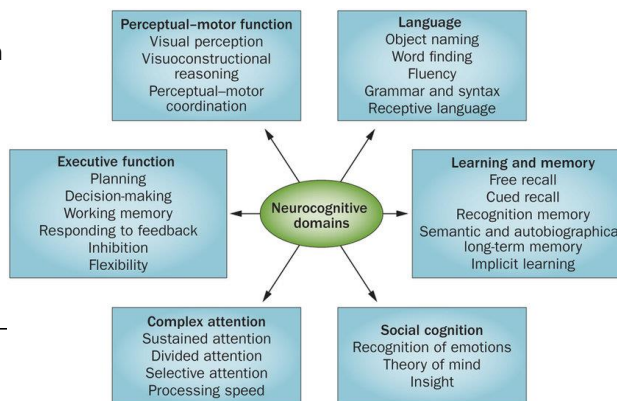 Perceptual–motor function
Visual perception
Visuoconstructional
reasoning
Perceptual–motor
coordination
Language
Object naming
Word finding
Fluency
Grammar and syntax
Receptive language
Executive function
Planning
Decision-making
Working memory
Responding to feedback
Inhibition
Flexibility
Neurocognitive
domains
Learning and memory
Free recall
Cued recall
Recognition memory
Semantic and autobiographica
long-term memory
Implicit learning
Complex attention
Sustained attention
Divided attention
Selective attention
Processing speed
Social cognition
Recognition of emotions
Theory of mind
Insight